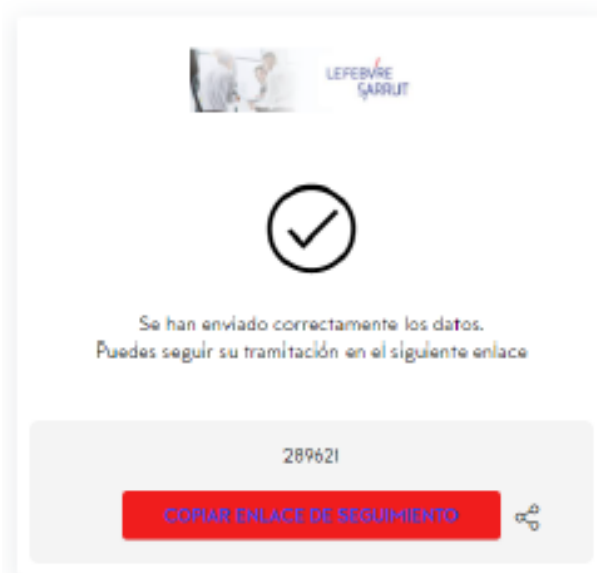 LEFEBVRE
SARRUT
Se han enviado correctamente los datos.
Puedes seguir su tramitación en el siguiente enlace
289621
COPIAR ENLACE DE SEGUIMIENTO